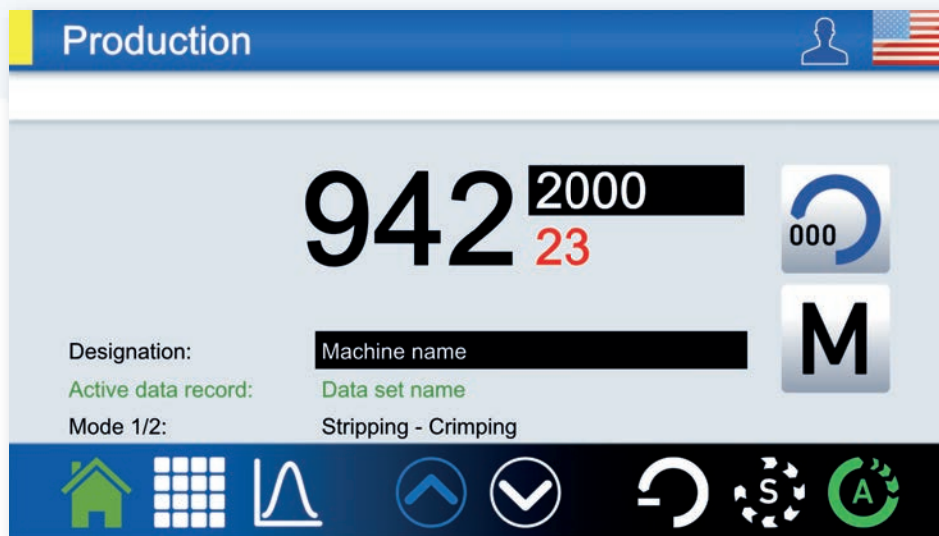 Production
942 2000
23
000
M
Designation: Machine name
Active data record: Data set name
Mode 1/2: Stripping - Crimping
S A